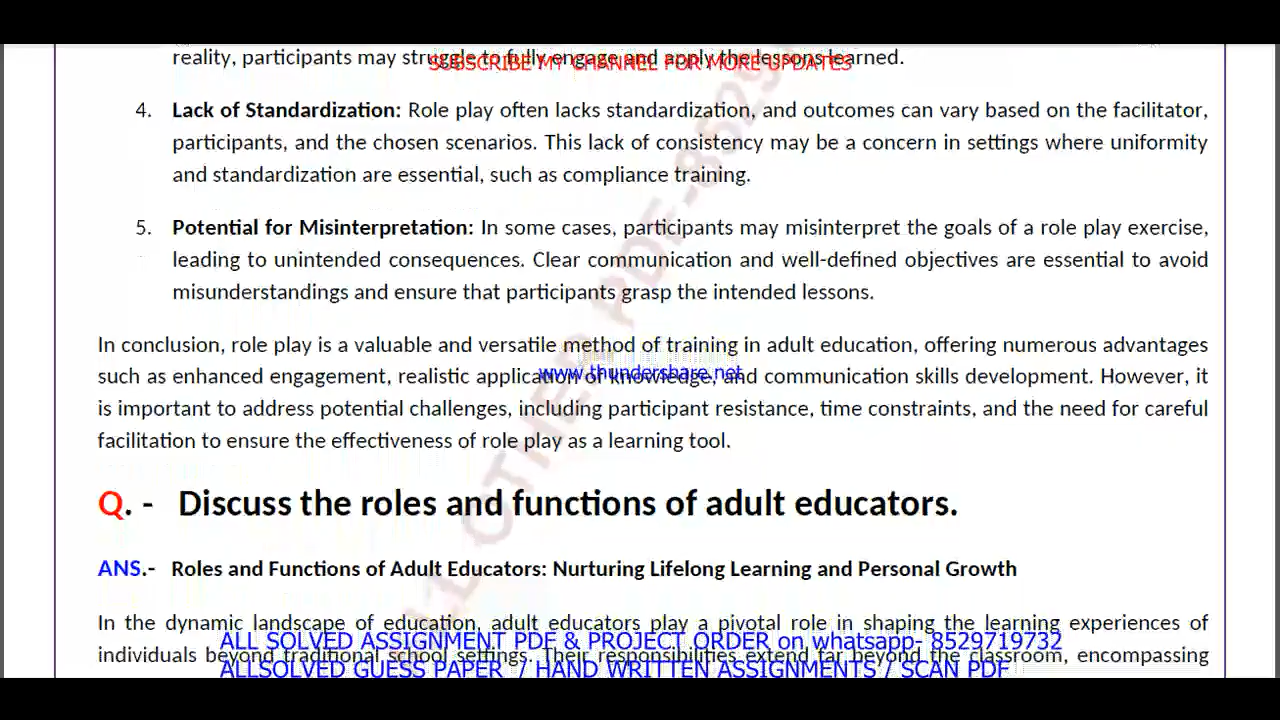 reality, participants may struggle to fully engage and apply the lessons learned.
SUBSCRIBE MY CHANNEL FOR MORE UPDATES
4. Lack of Standardization: Role play often lacks standardization, and outcomes can vary based on the facilitator,
participants, and the chosen scenarios. This lack of consistency may be a concern in settings where uniformity
and standardization are essential, such as compliance training.
5. Potential for Misinterpretation: In some cases, participants may misinterpret the goals of a role play exercise,
leading to unintended consequences. Clear communication and well-defined objectives are essential to avoid
misunderstandings and ensure that participants grasp the intended lessons.
In conclusion, role play is a valuable and versatile method of training in adult education, offering numerous advantages
such as enhanced engagement, realistic application of knowledge, and communication skills development. However, it
www.thundershare.net
is important to address potential challenges, including participant resistance, time constraints, and the need for careful
facilitation to ensure the effectiveness of role play as a learning tool.
Q. - Discuss the roles and functions of adult educators.
ANS.- Roles and Functions of Adult Educators: Nurturing Lifelong Learning and Personal Growth
In the dynamic landscape of education, adult educators play a pivotal role in shaping the learning experiences of
ALL SOLVED ASSIGNMENT PDF & PROJECT ORDER on whatsapp- 8529719732
individuals beyond traditional school settings. Their responsibilities extend far beyond the classroom, encompassing
ALLSOLVED GUESS PAPER / HAND WRITTEN ASSIGNMENTS / SCAN PDF